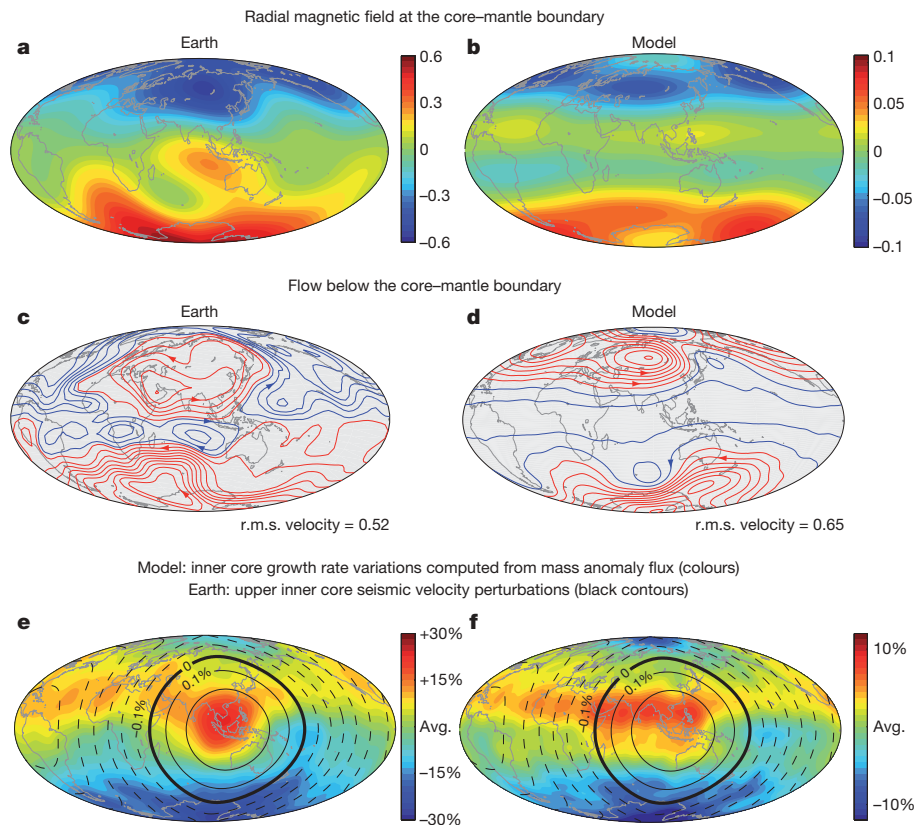 Radial magnetic field at the core–mantle boundary
a
Earth
0.6
0.3
0
–0.3
–0.6
b
Model
0.1
0.05
0
–0.05
–0.1
Flow below the core–mantle boundary
c
Earth
r.m.s. velocity = 0.52
d
Model
r.m.s. velocity = 0.65
Model: inner core growth rate variations computed from mass anomaly flux (colours)
Earth: upper inner core seismic velocity perturbations (black contours)
e
0
0.1%
-0.1%
+30%
+15%
Avg.
–15%
–30%
f
0
0.1%
-0.1%
10%
Avg.
–10%